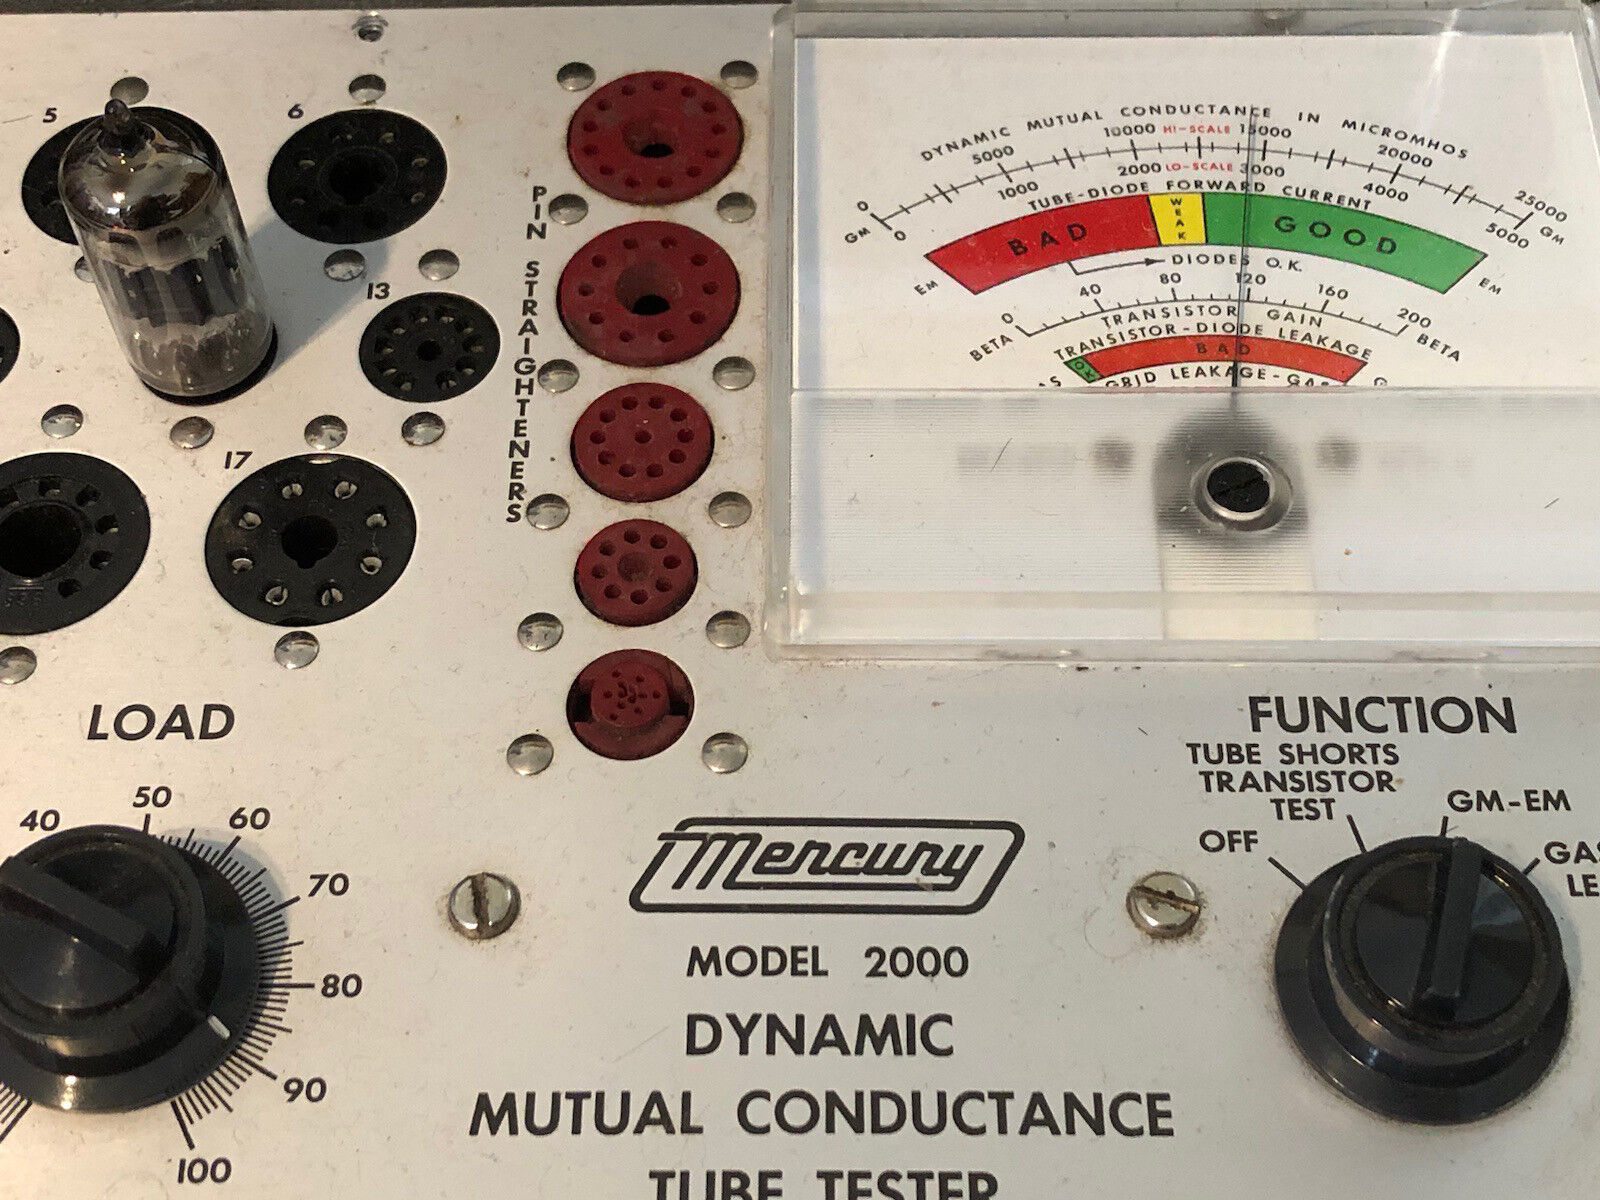 5
6
13
17
PIN STRAIGHTENERS
DYNAMIC MUTUAL CONDUCTANCE IN MICROMHOS
0 5000 10000 HI-SCALE 15000 20000 25000
GM 0 1000 2000 LO-SCALE 3000 4000 5000 GM
TUBE-DIODE FORWARD CURRENT
BAD WEAK GOOD
EM DIODES O.K. EM
0 40 80 120 160 200
BETA TRANSISTOR GAIN BETA
TRANSISTOR-DIODE LEAKAGE
OK BAD
GRID LEAKAGE-GAS
LOAD
40
50
60
70
80
90
100
FUNCTION
TUBE SHORTS
TRANSISTOR
TEST
OFF
GM-EM
GAS
LE
Mercury
MODEL 2000
DYNAMIC
MUTUAL CONDUCTANCE
TUBE TESTER